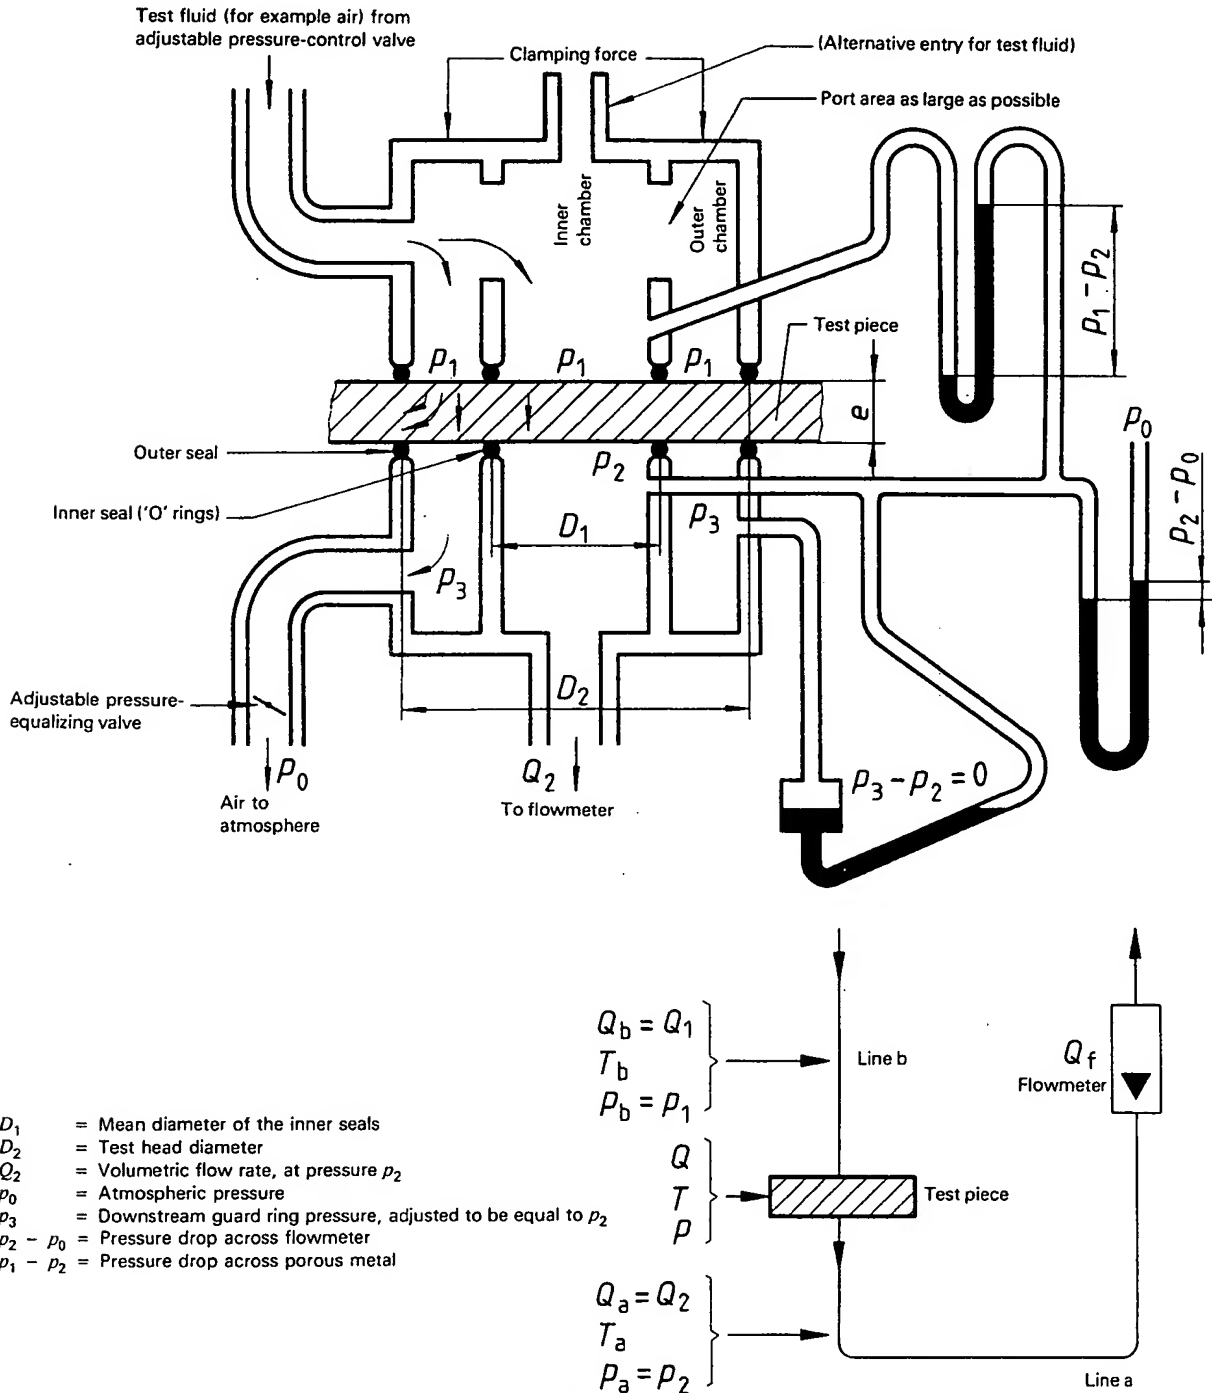 Test fluid (for example air) from
adjustable pressure-control valve
Clamping force
(Alternative entry for test fluid)
Port area as large as possible
Inner
chamber
Outer
chamber
p1 − p2
Test piece
p1
p1
p1
e
p0
Outer seal
p2
p2 − p0
Inner seal ('O' rings)
p3
D1
p3
D2
Adjustable pressure-
equalizing valve
p0
Q2
p3 − p2 = 0
Air to
atmosphere
To flowmeter
Qb = Q1
Tb
pb = p1
Line b
Qf
Flowmeter
D1 = Mean diameter of the inner seals
D2 = Test head diameter
Q2 = Volumetric flow rate, at pressure p2
p0 = Atmospheric pressure
p3 = Downstream guard ring pressure, adjusted to be equal to p2
p2 − p0 = Pressure drop across flowmeter
p1 − p2 = Pressure drop across porous metal
Q
T
p
Test piece
Qa = Q2
Ta
pa = p2
Line a